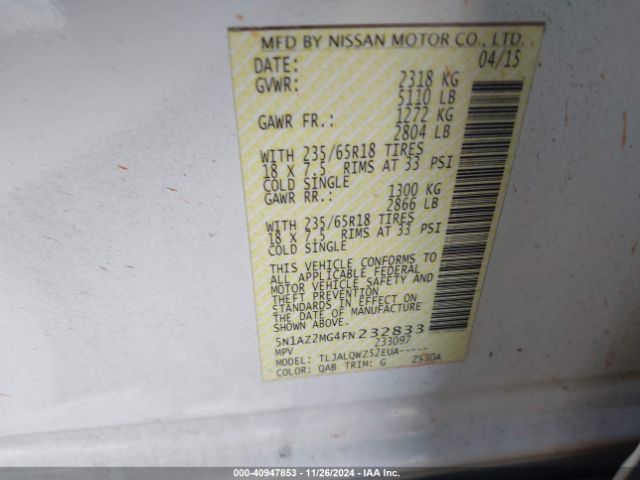 MFD BY NISSAN MOTOR CO., LTD.
DATE: 04/15
GVWR: 2318 KG
5110 LB
GAWR FR.: 1272 KG
2804 LB
WITH 235/65R18 TIRES
18 X 7.5 RIMS AT 33 PSI
COLD SINGLE
GAWR RR.: 1300 KG
2866 LB
WITH 235/65R18 TIRES
18 X 7.5 RIMS AT 33 PSI
COLD SINGLE
THIS VEHICLE CONFORMS TO
ALL APPLICABLE FEDERAL
MOTOR VEHICLE SAFETY AND
THEFT PREVENTION
STANDARDS IN EFFECT ON
THE DATE OF MANUFACTURE
SHOWN ABOVE.
5N1AZ2MG4FN232833
MPV 233097
MODEL: TLJALQWZ52EUA-----
COLOR: QAB TRIM: G ZS30A
000-40947853 - 11/26/2024 - IAA Inc.